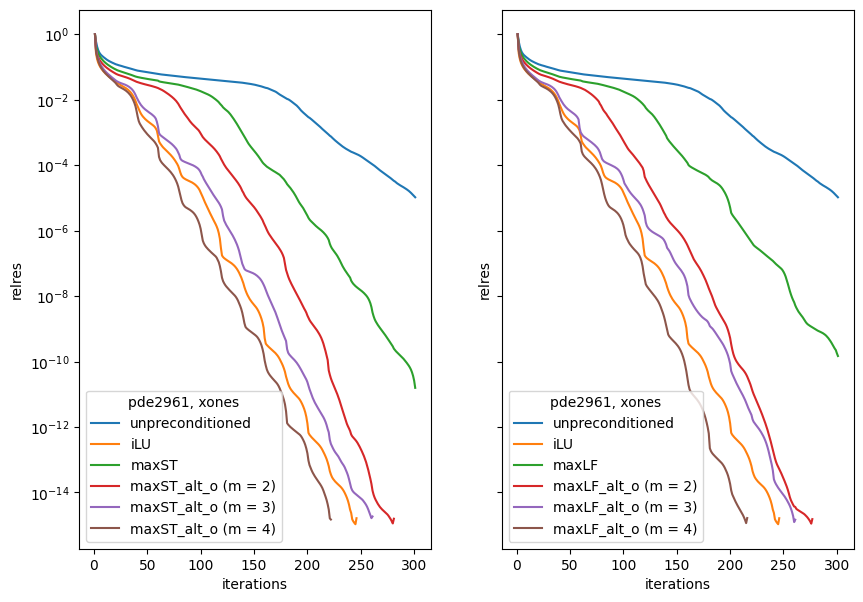 10^0
10^-2
10^-4
10^-6
10^-8
10^-10
10^-12
10^-14
relres
0 50 100 150 200 250 300
iterations
pde2961, xones
unpreconditioned
iLU
maxST
maxST_alt_o (m = 2)
maxST_alt_o (m = 3)
maxST_alt_o (m = 4)
relres
0 50 100 150 200 250 300
iterations
pde2961, xones
unpreconditioned
iLU
maxLF
maxLF_alt_o (m = 2)
maxLF_alt_o (m = 3)
maxLF_alt_o (m = 4)